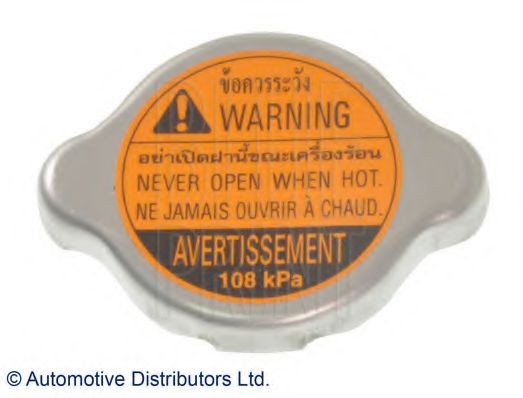 ข้อควรระวัง
WARNING
อย่าเปิดฝานี้ขณะเครื่องร้อน
NEVER OPEN WHEN HOT.
NE JAMAIS OUVRIR À CHAUD.
AVERTISSEMENT
108 kPa
© Automotive Distributors Ltd.